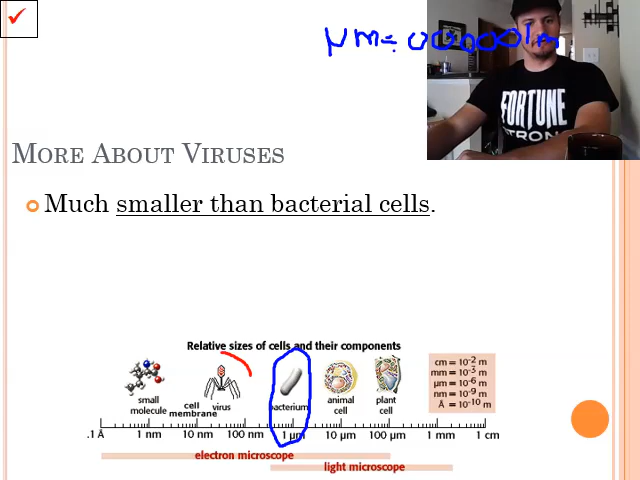 µm=.000001m
FORTUNE
STRONG
MORE ABOUT VIRUSES
Much smaller than bacterial cells.
Relative sizes of cells and their components
small molecule
cell membrane
virus
bacterium
animal cell
plant cell
cm = 10-2 m
mm = 10-3 m
µm = 10-6 m
nm = 10-9 m
Å = 10-10 m
.1 Å 1 nm 10 nm 100 nm 1 µm 10 µm 100 µm 1 mm 1 cm
electron microscope
light microscope